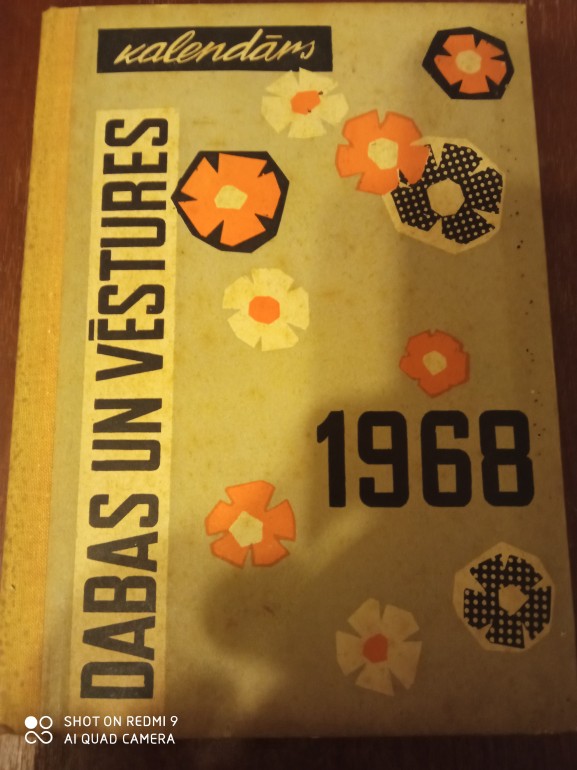 kalendārs
DABAS UN VĒSTURES
1968
SHOT ON REDMI 9
AI QUAD CAMERA